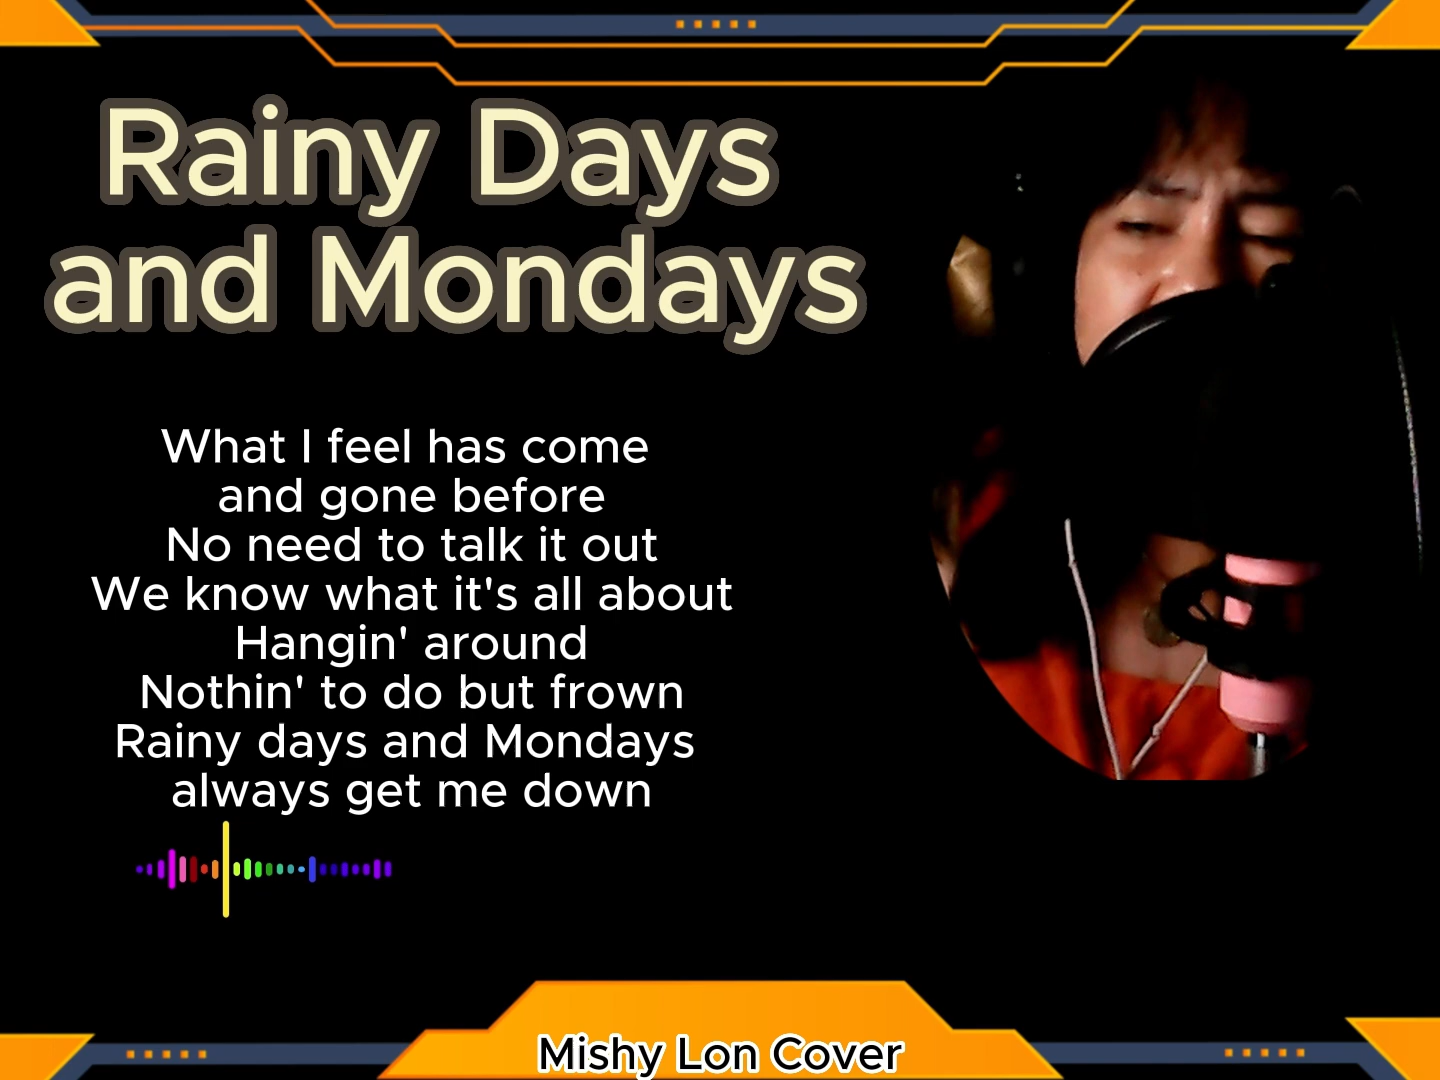 Rainy Days
and Mondays
What I feel has come
and gone before
No need to talk it out
We know what it's all about
Hangin' around
Nothin' to do but frown
Rainy days and Mondays
always get me down
Mishy Lon Cover